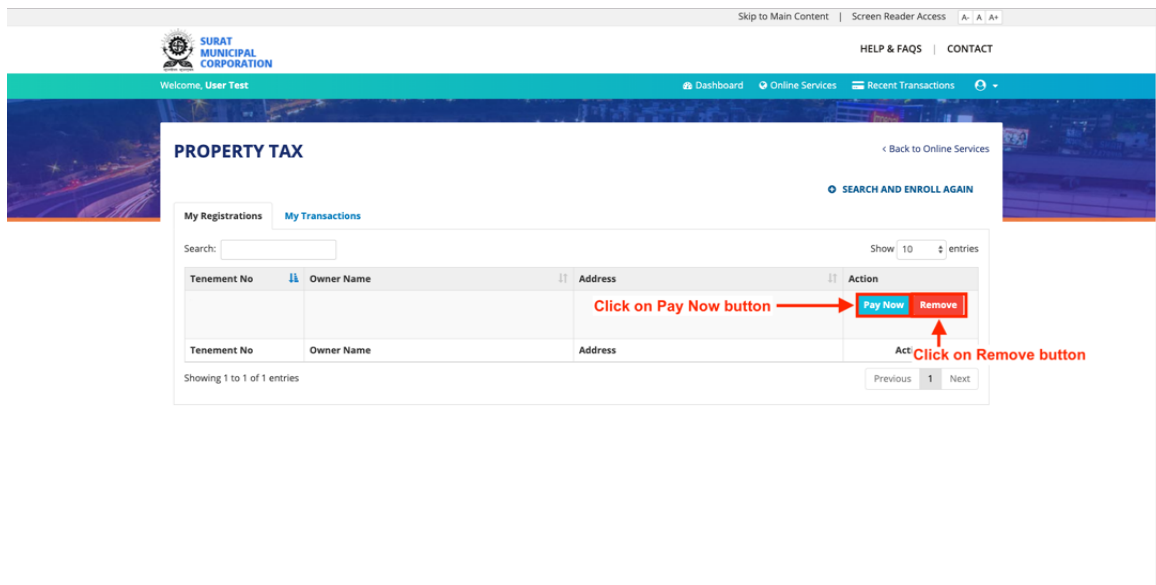 Skip to Main Content | Screen Reader Access A- A A+
SURAT
MUNICIPAL
CORPORATION
HELP & FAQS | CONTACT
Welcome, User Test
Dashboard Online Services Recent Transactions
PROPERTY TAX
< Back to Online Services
SEARCH AND ENROLL AGAIN
My Registrations My Transactions
Search: Show 10 entries
Tenement No Owner Name Address Action
Click on Pay Now button Pay Now Remove
Tenement No Owner Name Address Acti
Click on Remove button
Showing 1 to 1 of 1 entries Previous 1 Next